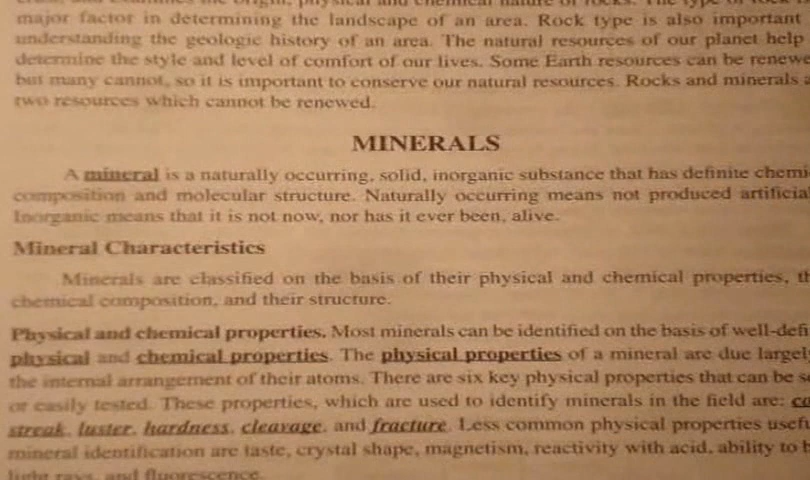 major factor in determining the landscape of an area. Rock type is also important
understanding the geologic history of an area. The natural resources of our planet help
determine the style and level of comfort of our lives. Some Earth resources can be renewe
but many cannot, so it is important to conserve our natural resources. Rocks and minerals a
two resources which cannot be renewed.
MINERALS
A mineral is a naturally occurring, solid, inorganic substance that has definite chemi
composition and molecular structure. Naturally occurring means not produced artificial
Inorganic means that it is not now, nor has it ever been, alive.
Mineral Characteristics
Minerals are classified on the basis of their physical and chemical properties, th
chemical composition, and their structure.
Physical and chemical properties. Most minerals can be identified on the basis of well-defi
physical and chemical properties. The physical properties of a mineral are due largely
the internal arrangement of their atoms. There are six key physical properties that can be se
or easily tested. These properties, which are used to identify minerals in the field are: co
streak, luster, hardness, cleavage, and fracture. Less common physical properties usefu
mineral identification are taste, crystal shape, magnetism, reactivity with acid, ability to b
light rays, and fluorescence.